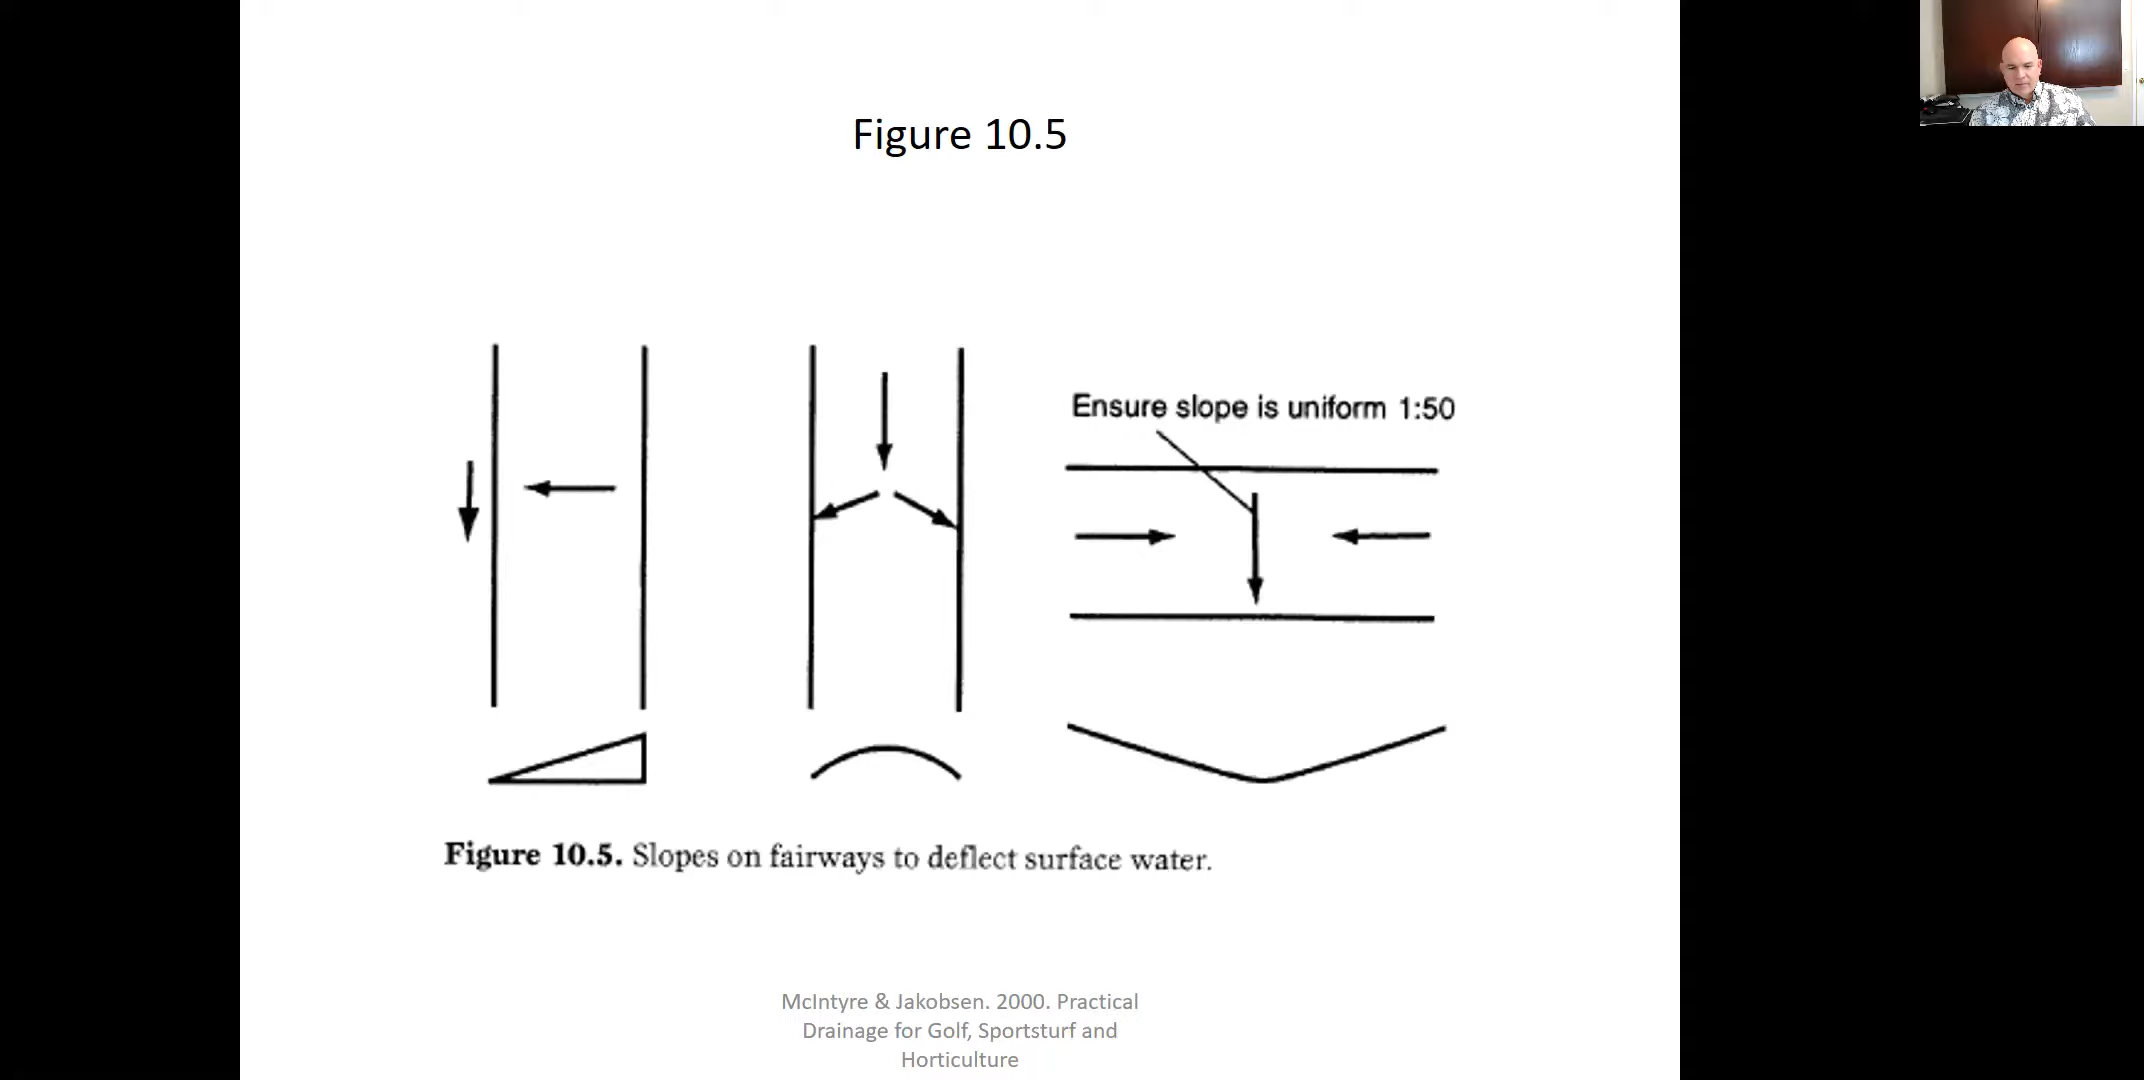 Figure 10.5
Ensure slope is uniform 1:50
Figure 10.5. Slopes on fairways to deflect surface water.
McIntyre & Jakobsen. 2000. Practical
Drainage for Golf, Sportsturf and
Horticulture